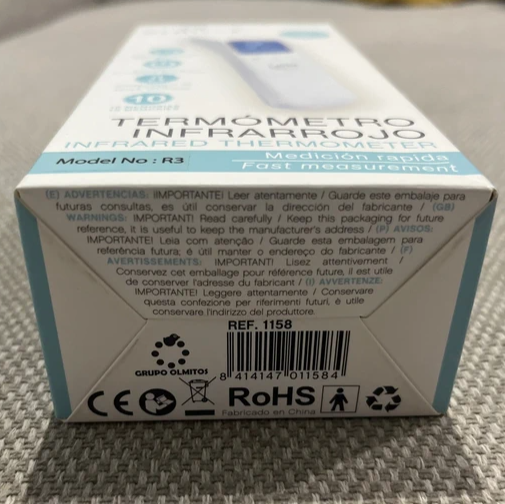 10
TERMÓMETRO
INFRARROJO
INFRARED THERMOMETER
Model No : R3
Medición rapida
Fast measurement
(E) ADVERTENCIAS: ¡IMPORTANTE! Leer atentamente / Guarde este embalaje para
futuras consultas, es útil conservar la dirección del fabricante / (GB)
WARNINGS: IMPORTANT! Read carefully / Keep this packaging for future
reference, it is useful to keep the manufacturer's address / (P) AVISOS:
IMPORTANTE! Leia com atenção / Guarde esta embalagem para
referência futura; é útil manter o endereço do fabricante / (F)
AVERTISSEMENTS: IMPORTANT! Lisez attentivement /
Conservez cet emballage pour référence future, il est utile
de conserver l'adresse du fabricant / (I) AVVERTENZE:
IMPORTANTE! Leggere attentamente / Conservare
questa confezione per riferimenti futuri, è utile
conservare l'indirizzo del produttore.
REF. 1158
GRUPO OLMITOS
8 414147 011584
CE
RoHS
Fabricado en China